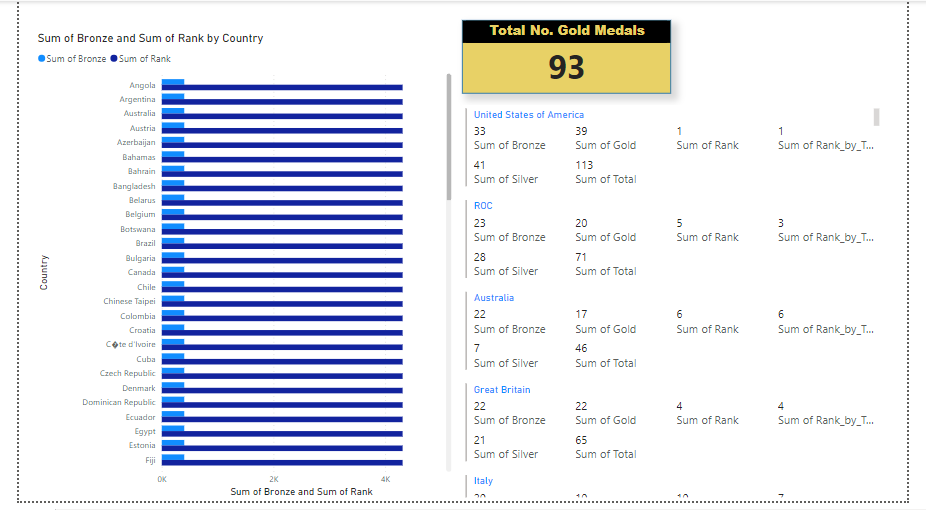 Sum of Bronze and Sum of Rank by Country
Sum of Bronze Sum of Rank
Angola
Argentina
Australia
Austria
Azerbaijan
Bahamas
Bahrain
Bangladesh
Belarus
Belgium
Botswana
Brazil
Bulgaria
Canada
Chile
Chinese Taipei
Colombia
Croatia
C�te d'Ivoire
Cuba
Czech Republic
Denmark
Dominican Republic
Ecuador
Egypt
Estonia
Fiji
Country
0K 2K 4K
Sum of Bronze and Sum of Rank
Total No. Gold Medals
93
United States of America
33 39 1 1
Sum of Bronze Sum of Gold Sum of Rank Sum of Rank_by_T...
41 113
Sum of Silver Sum of Total
ROC
23 20 5 3
Sum of Bronze Sum of Gold Sum of Rank Sum of Rank_by_T...
28 71
Sum of Silver Sum of Total
Australia
22 17 6 6
Sum of Bronze Sum of Gold Sum of Rank Sum of Rank_by_T...
7 46
Sum of Silver Sum of Total
Great Britain
22 22 4 4
Sum of Bronze Sum of Gold Sum of Rank Sum of Rank_by_T...
21 65
Sum of Silver Sum of Total
Italy